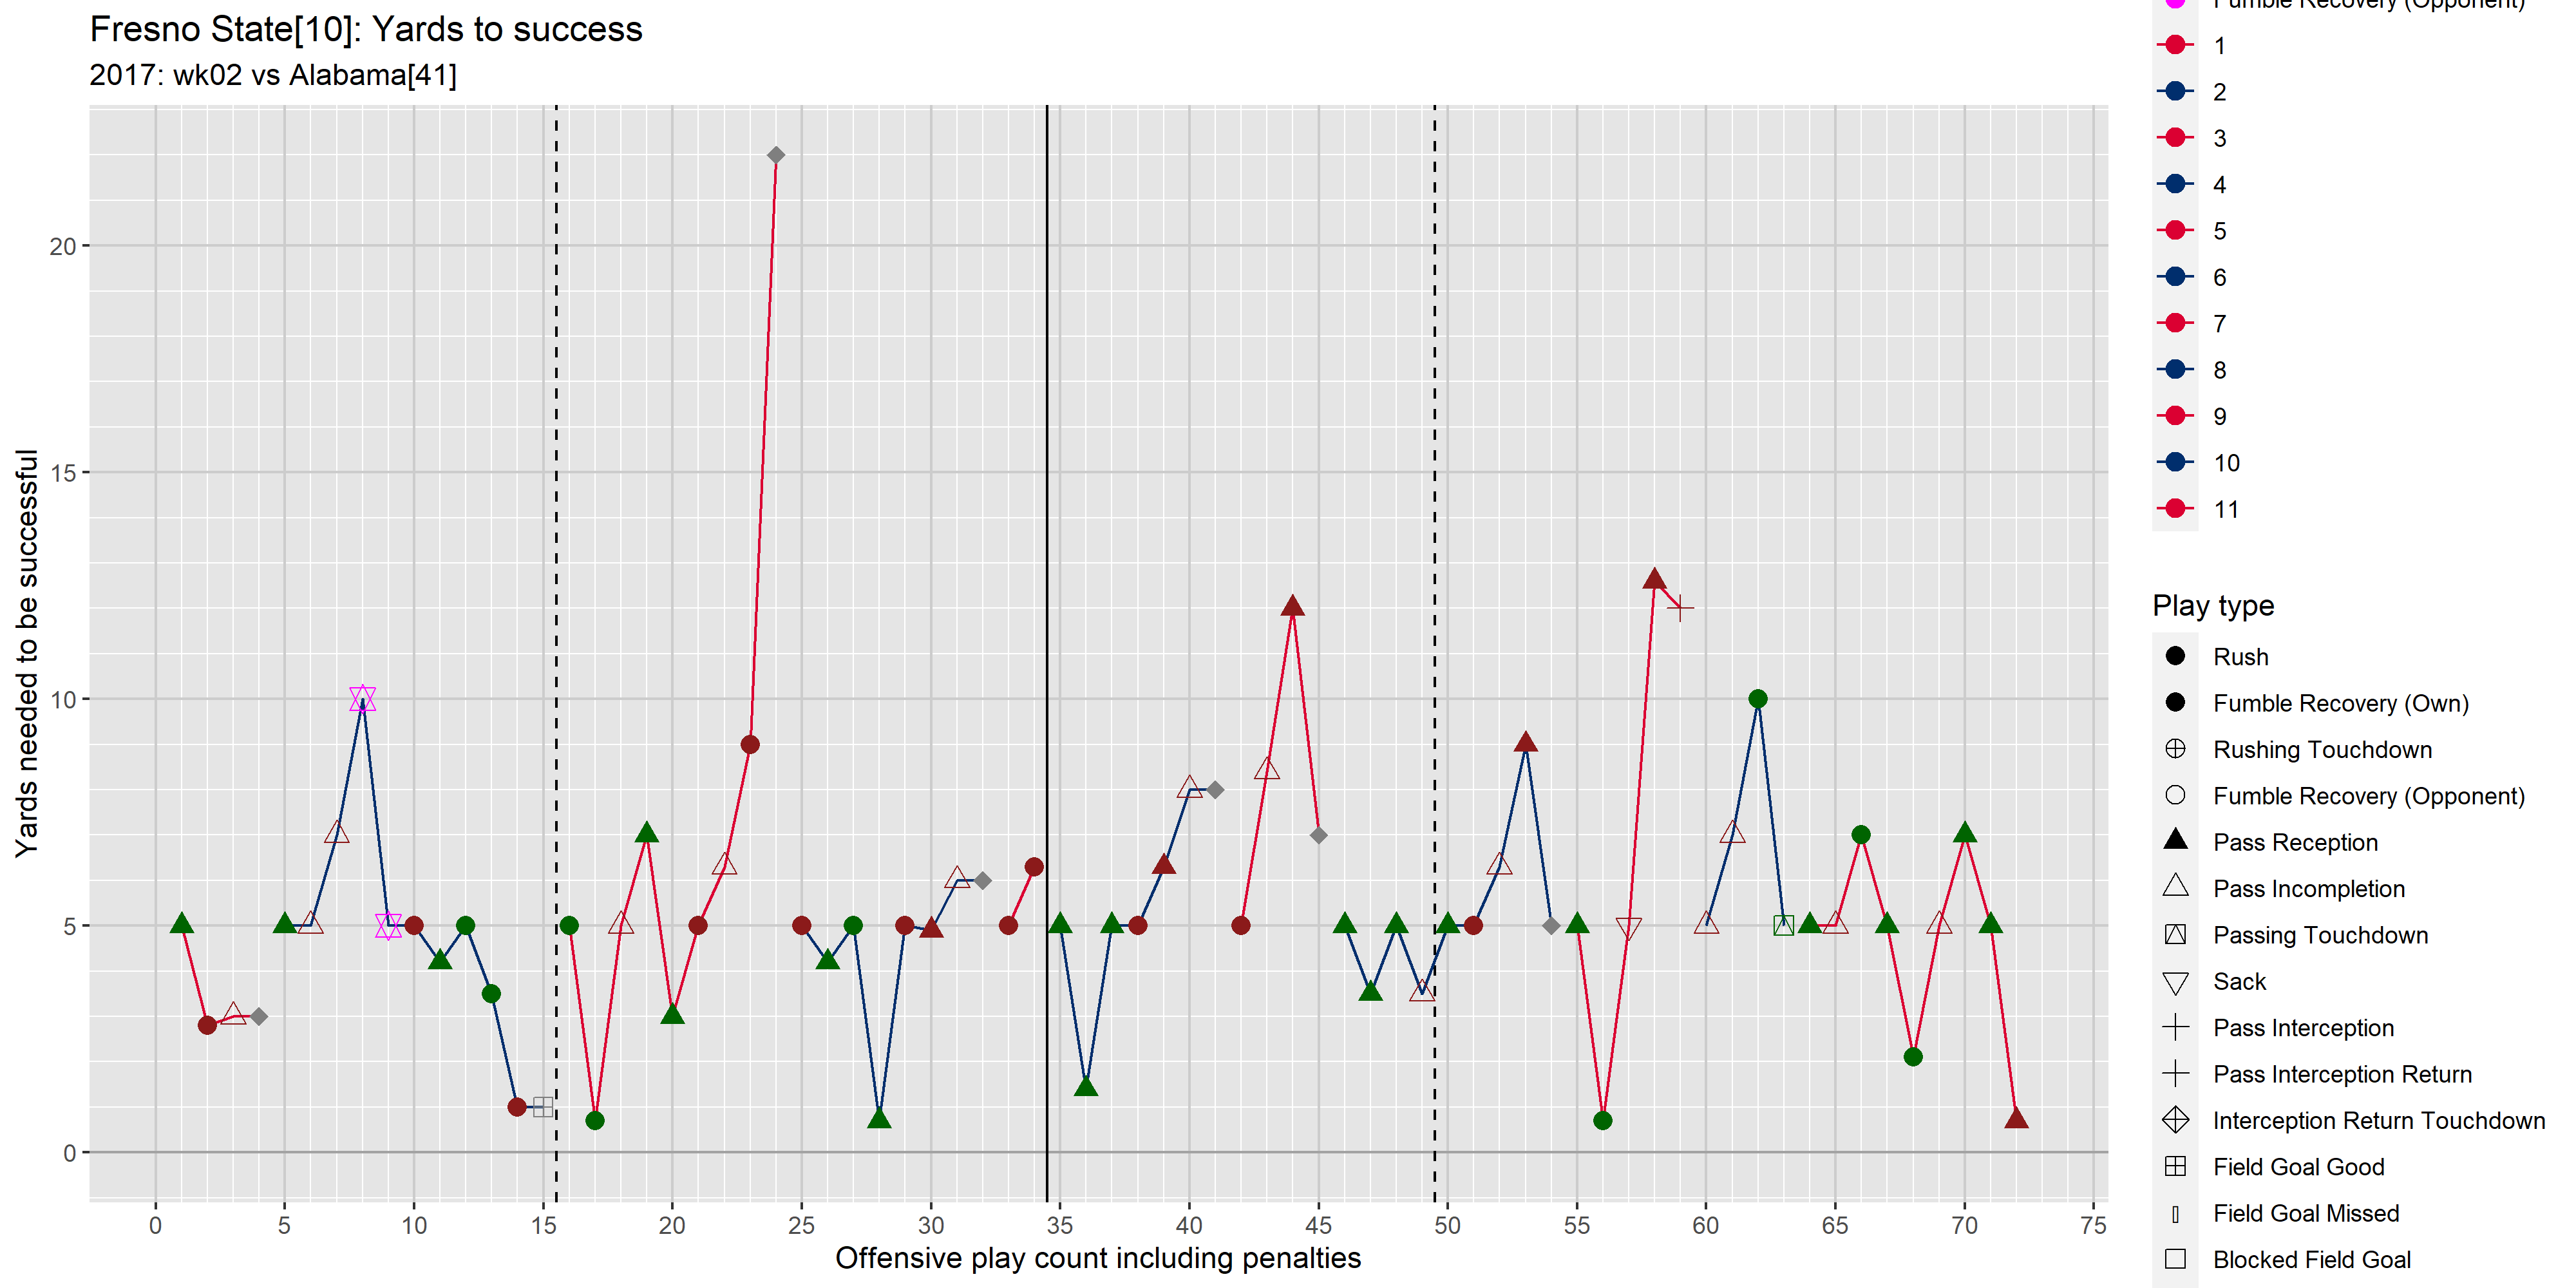 Fresno State[10]: Yards to success
2017: wk02 vs Alabama[41]
Yards needed to be successful
20
15
10
5
0
0 5 10 15 20 25 30 35 40 45 50 55 60 65 70 75
Offensive play count including penalties
Fumble Recovery (Opponent)
1
2
3
4
5
6
7
8
9
10
11
Play type
Rush
Fumble Recovery (Own)
Rushing Touchdown
Fumble Recovery (Opponent)
Pass Reception
Pass Incompletion
Passing Touchdown
Sack
Pass Interception
Pass Interception Return
Interception Return Touchdown
Field Goal Good
Field Goal Missed
Blocked Field Goal